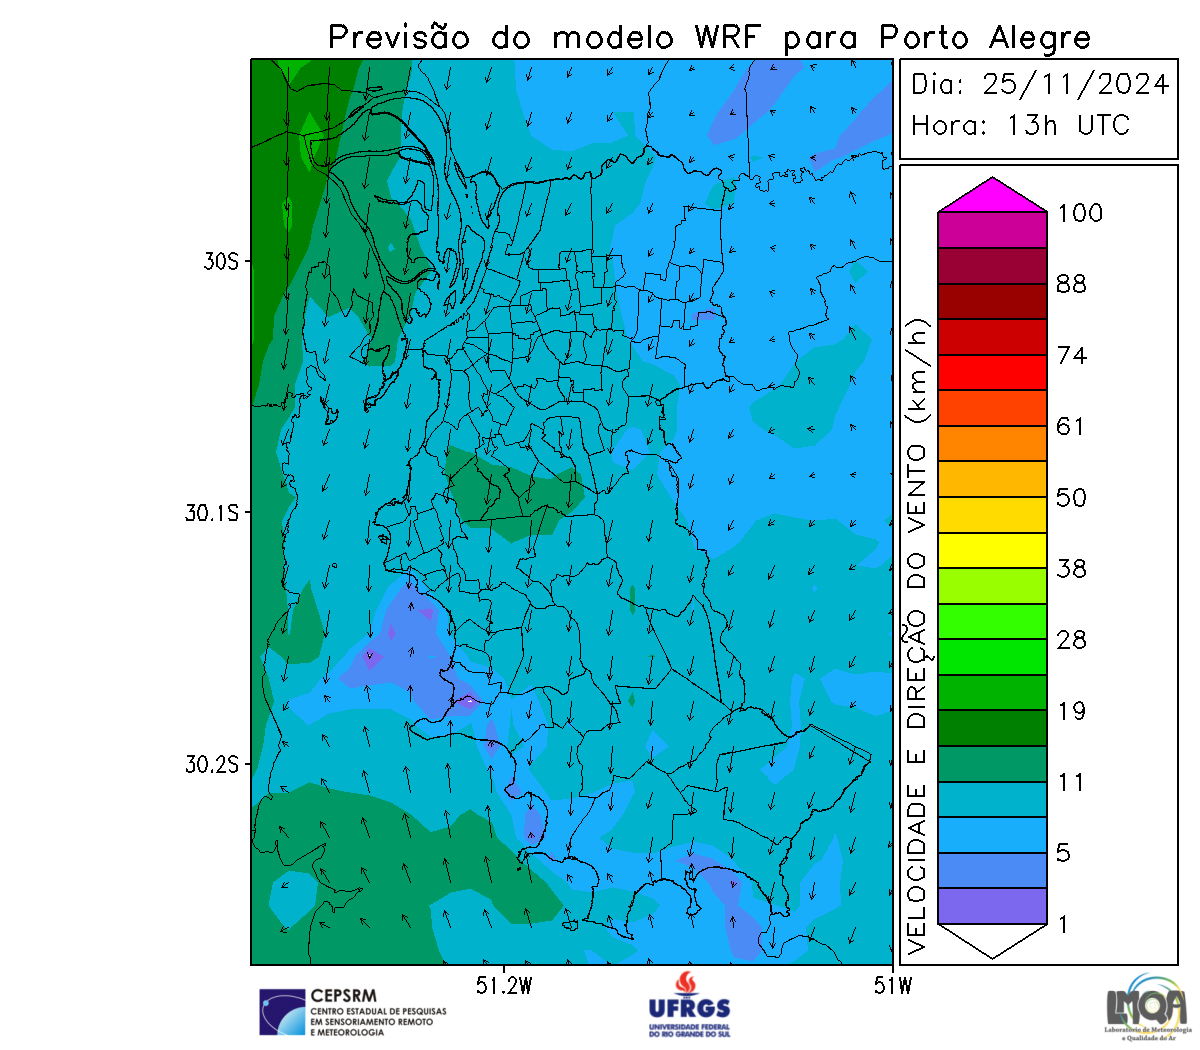 Previsão do modelo WRF para Porto Alegre
Dia: 25/11/2024
Hora: 13h UTC
30S
30.1S
30.2S
51.2W
51W
VELOCIDADE E DIREÇÃO DO VENTO (km/h)
100
88
74
61
50
38
28
19
11
5
1
CEPSRM
CENTRO ESTADUAL DE PESQUISAS
EM SENSORIAMENTO REMOTO
E METEOROLOGIA
UFRGS
UNIVERSIDADE FEDERAL
DO RIO GRANDE DO SUL
LMQA
Laboratório de Meteorologia
e Qualidade do Ar